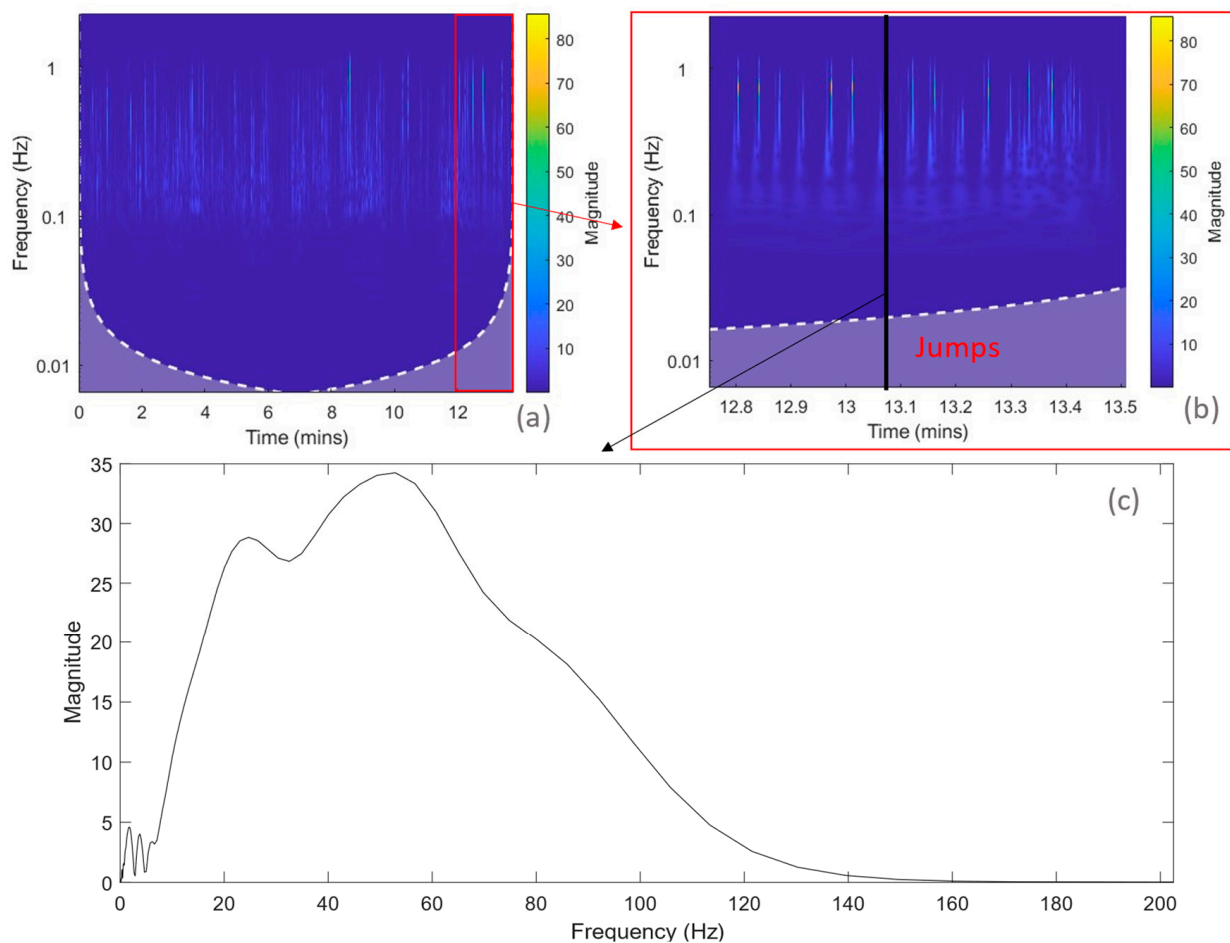 1
0.1
0.01
Frequency (Hz)
0 2 4 6 8 10 12
Time (mins)
80
70
60
50
40
30
20
10
Magnitude
(a)
1
0.1
0.01
Frequency (Hz)
Jumps
12.8 12.9 13 13.1 13.2 13.3 13.4 13.5
Time (mins)
80
70
60
50
40
30
20
10
Magnitude
(b)
35
30
25
20
15
10
5
0
Magnitude
(c)
0 20 40 60 80 100 120 140 160 180 200
Frequency (Hz)